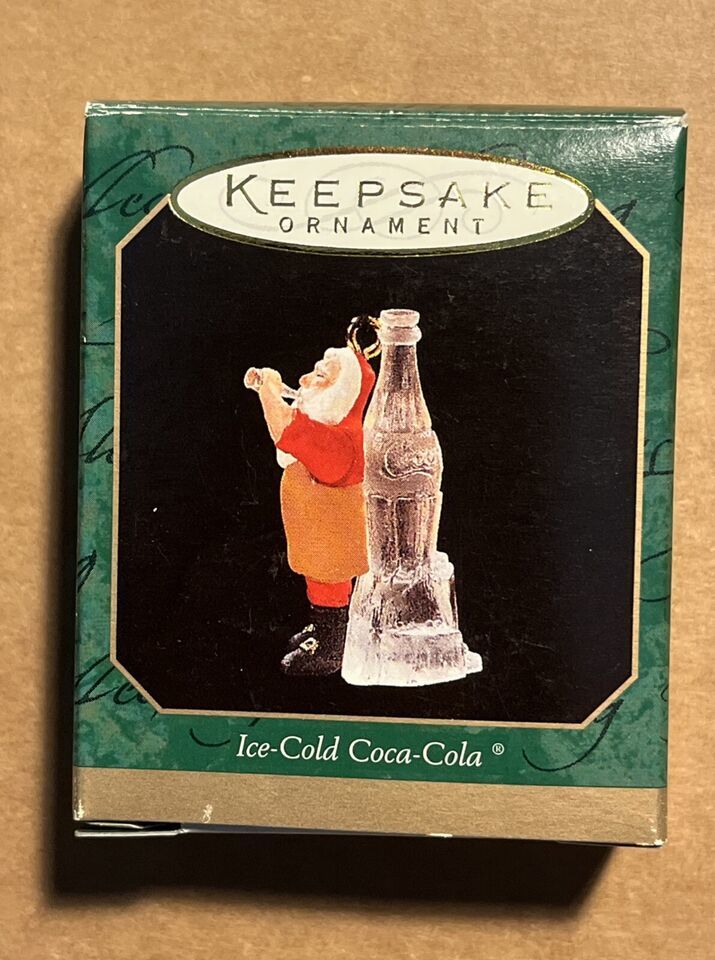 KEEPSAKE
ORNAMENT
Ice-Cold Coca-Cola ®